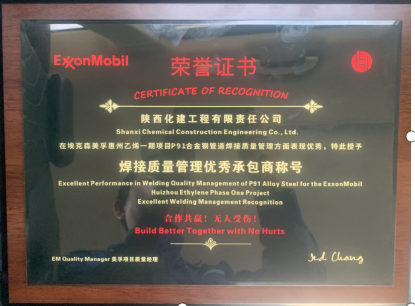 ExxonMobil
荣誉证书
CERTIFICATE OF RECOGNITION
陕西化建工程有限责任公司
Shanxi Chemical Construction Engineering Co., Ltd.
在埃克森美孚惠州乙烯一期项目P91合金钢管道焊接质量管理方面表现优秀，特此授予
焊接质量管理优秀承包商称号
Excellent Performance in Welding Quality Management of P91 Alloy Steel for the ExxonMobil
Huizhou Ethylene Phase One Project
Excellent Welding Management Recognition
合作共赢！无人受伤！
Build Better Together with No Hurts
EM Quality Manager 美孚项目质量经理